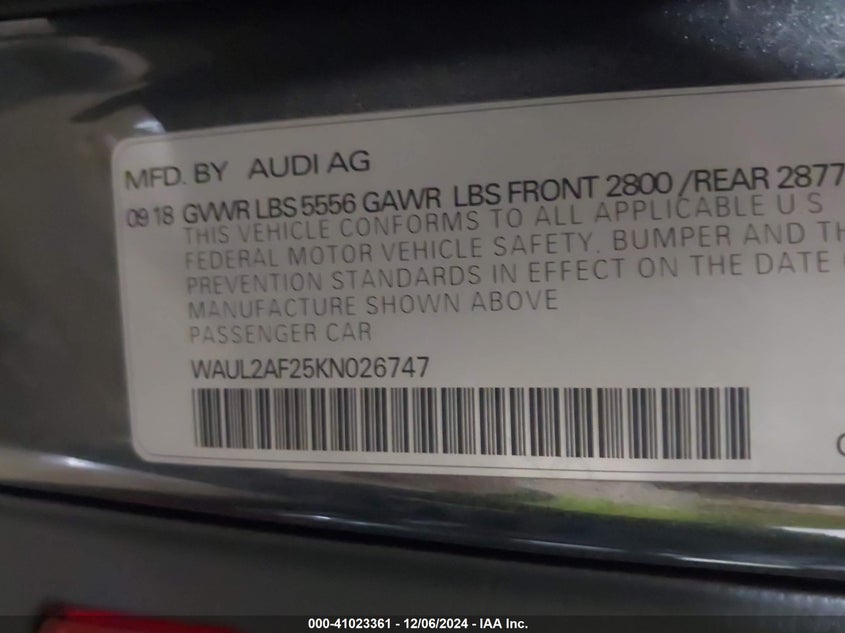 MFD. BY AUDI AG
09 18 GVWR LBS 5556 GAWR LBS FRONT 2800 /REAR 2877
THIS VEHICLE CONFORMS TO ALL APPLICABLE U S
FEDERAL MOTOR VEHICLE SAFETY. BUMPER AND
PREVENTION STANDARDS IN EFFECT ON THE DATE
MANUFACTURE SHOWN ABOVE
PASSENGER CAR
WAUL2AF25KN026747
000-41023361 - 12/06/2024 - IAA Inc.